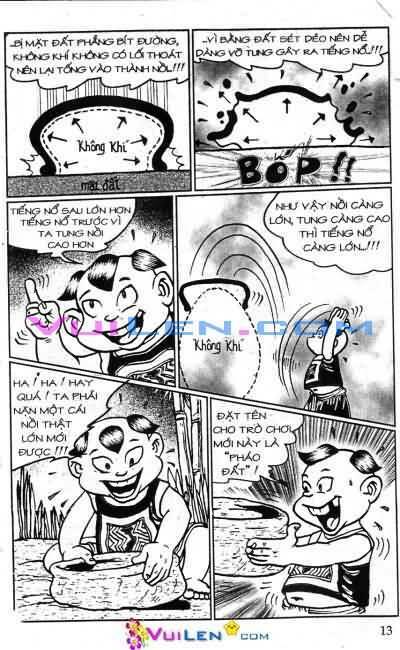 ..BỊ MẶT ĐẤT PHẲNG BÍT ĐƯỜNG,
KHÔNG KHÍ KHÔNG CÓ LỐI THOÁT
NÊN LẠI TỐNG VÀO THÀNH NỒI...!!!
Không Khí
mặt đất
...VÌ BẰNG ĐẤT SÉT DẺO NÊN DỄ
DÀNG VỠ TUNG GÂY RA TIẾNG NỔ...!!!
BỐP!!
TIẾNG NỔ SAU LỚN HƠN
TIẾNG NỔ TRƯỚC VÌ
TA TUNG NỒI
CAO HƠN
NHƯ VẬY NỒI CÀNG
LỚN, TUNG CÀNG CAO
THÌ TIẾNG NỔ
CÀNG LỚN...!!!
Không Khí
VUILEN.COM
HA! HA! HAY
QUÁ! TA PHẢI
NẶN MỘT CÁI
NỒI THẬT
LỚN MỚI
ĐƯỢC!!!
ĐẶT TÊN
CHO TRÒ CHƠI
MỚI NÀY LÀ
"PHÁO
ĐẤT"!
13
VUILEN.COM